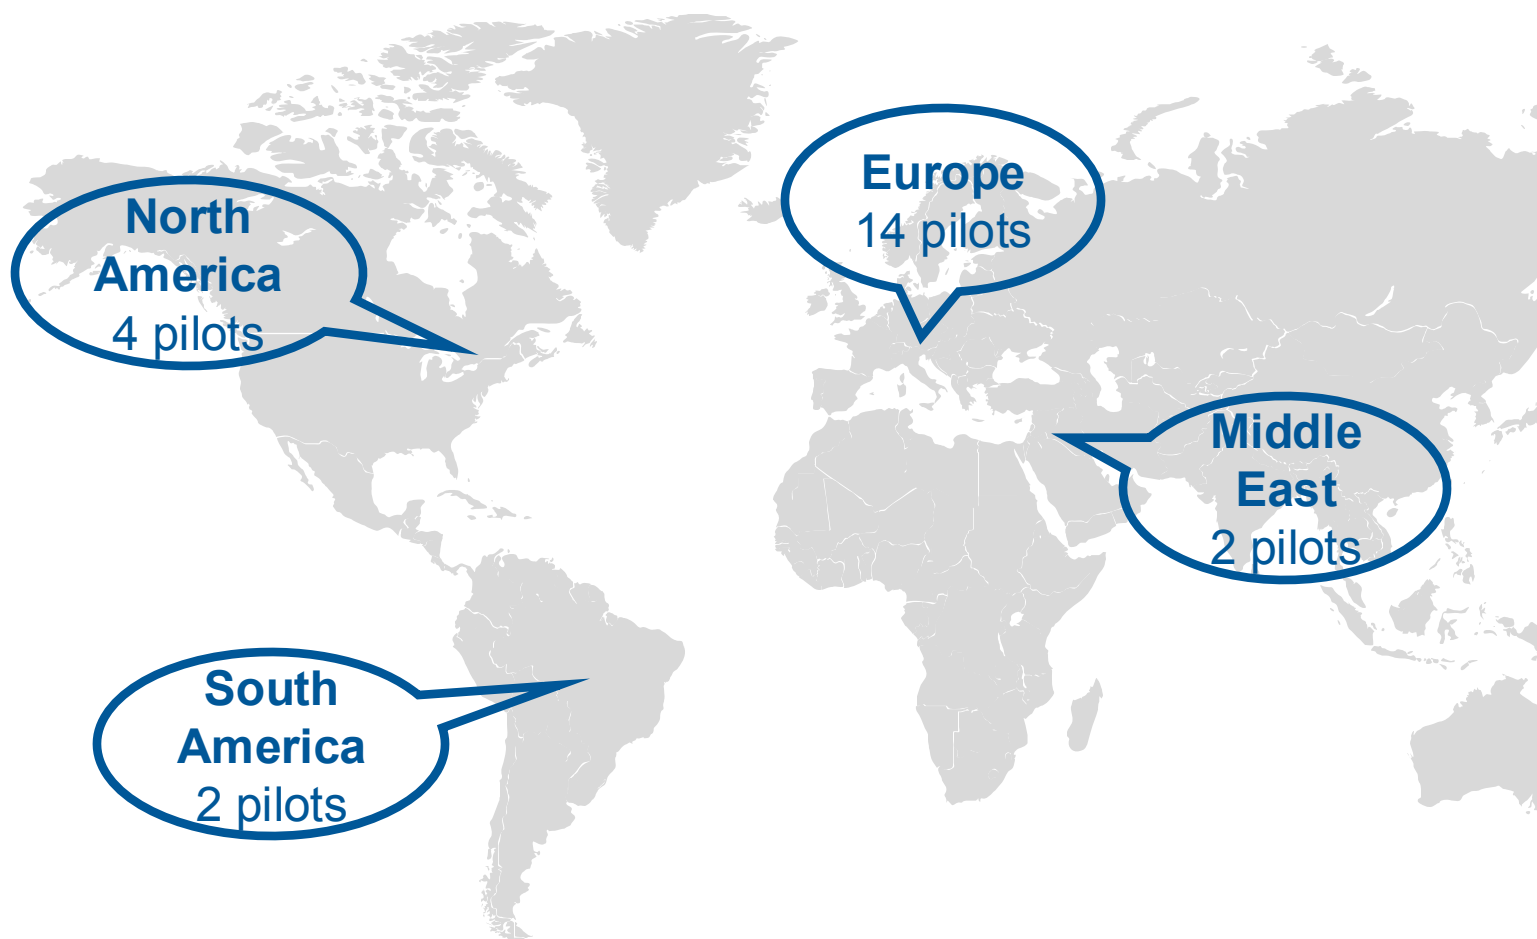 North
America
4 pilots
Europe
14 pilots
Middle
East
2 pilots
South
America
2 pilots